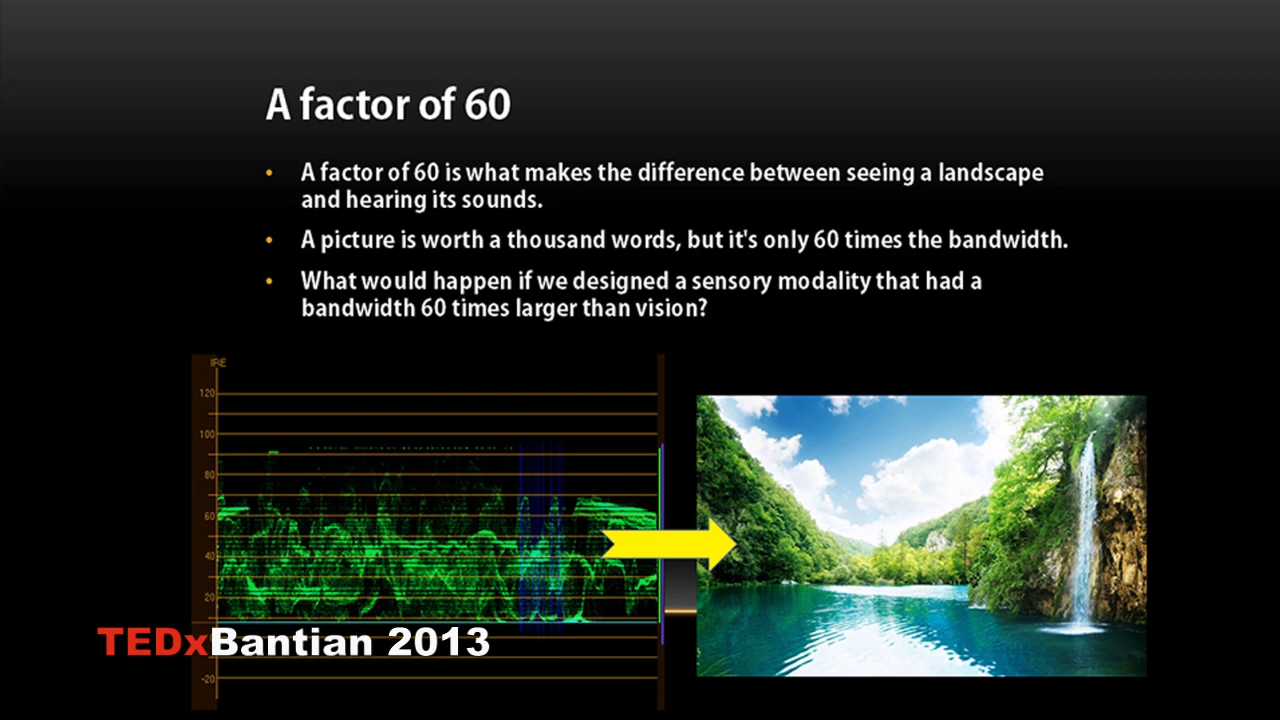 A factor of 60
• A factor of 60 is what makes the difference between seeing a landscape
and hearing its sounds.
• A picture is worth a thousand words, but it's only 60 times the bandwidth.
• What would happen if we designed a sensory modality that had a
bandwidth 60 times larger than vision?
IRE
120
100
80
60
40
20
-20
TEDxBantian 2013